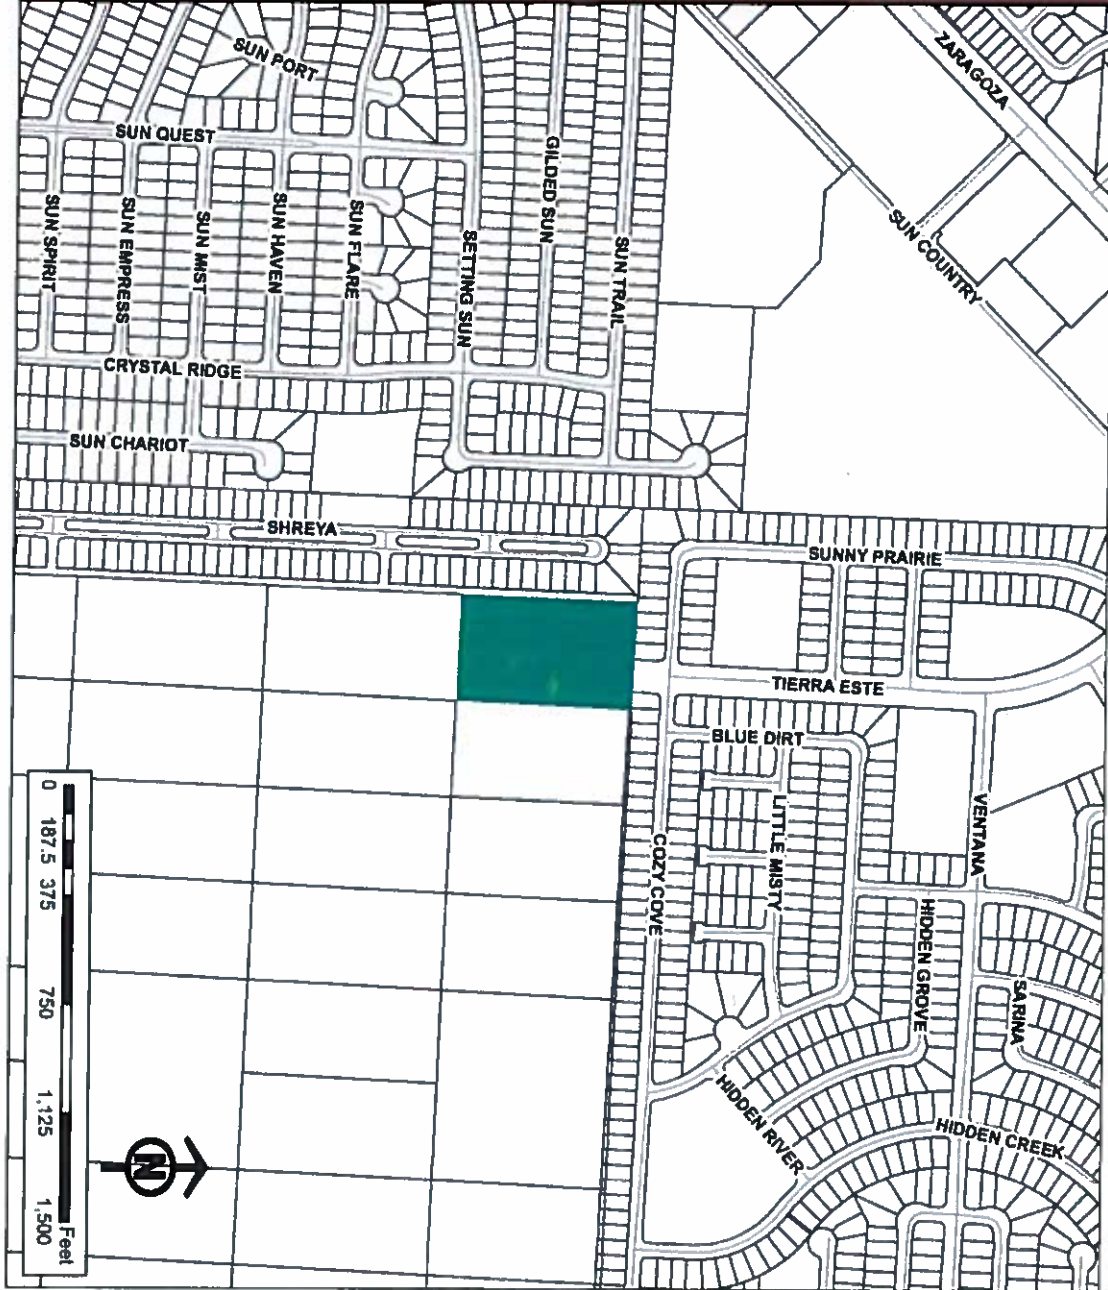 ZARAGOZA
SUN PORT
SUN COUNTRY
SUN QUEST
GILDED SUN
SUN SPIRIT
SUN EMPRESS
SUN MIST
SUN HAVEN
SUN FLARE
SETTING SUN
SUN TRAIL
CRYSTAL RIDGE
SUN CHARIOT
SHREYA
SUNNY PRAIRIE
TIERRA ESTE
BLUE DIRT
LITTLE MISTY
VENTANA
COZY COVE
HIDDEN GROVE
SARINA
HIDDEN RIVER
HIDDEN CREEK
N
0 187.5 375 750 1,125 1,500
Feet